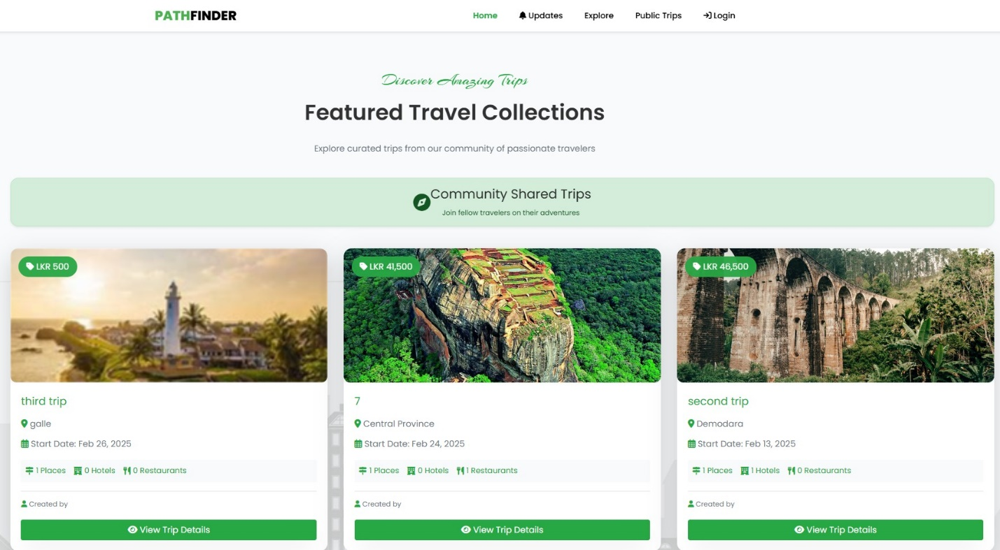 PATHFINDER
Home Updates Explore Public Trips Login
Discover Amazing Trips
Featured Travel Collections
Explore curated trips from our community of passionate travelers
Community Shared Trips
Join fellow travelers on their adventures
LKR 500
third trip
galle
Start Date: Feb 26, 2025
1 Places 0 Hotels 0 Restaurants
Created by
View Trip Details
LKR 41,500
7
Central Province
Start Date: Feb 24, 2025
1 Places 0 Hotels 1 Restaurants
Created by
View Trip Details
LKR 46,500
second trip
Demodara
Start Date: Feb 13, 2025
1 Places 1 Hotels 0 Restaurants
Created by
View Trip Details